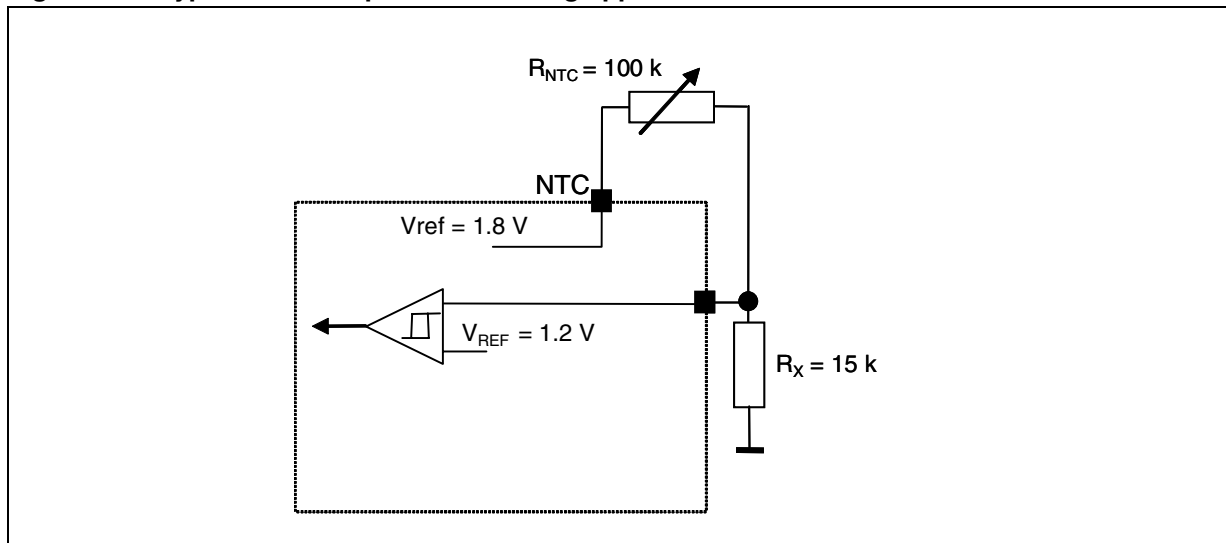 R_NTC = 100 k
NTC
Vref = 1.8 V
V_REF = 1.2 V
R_X = 15 k